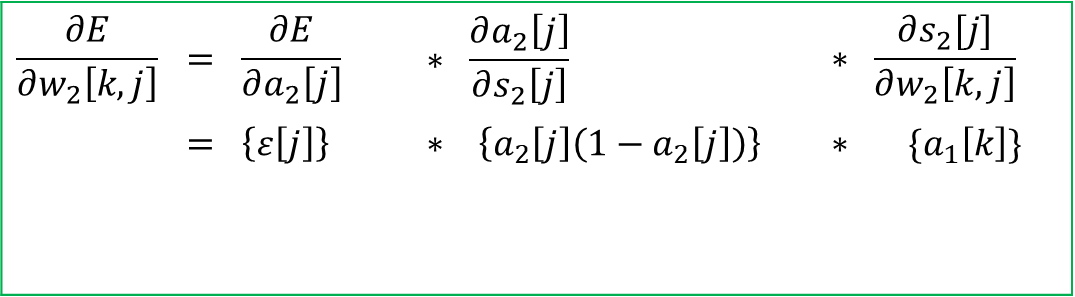 ∂E/∂w₂[k, j] = ∂E/∂a₂[j] * ∂a₂[j]/∂s₂[j] * ∂s₂[j]/∂w₂[k, j]
= {ε[j]} * {a₂[j](1 − a₂[j])} * {a₁[k]}